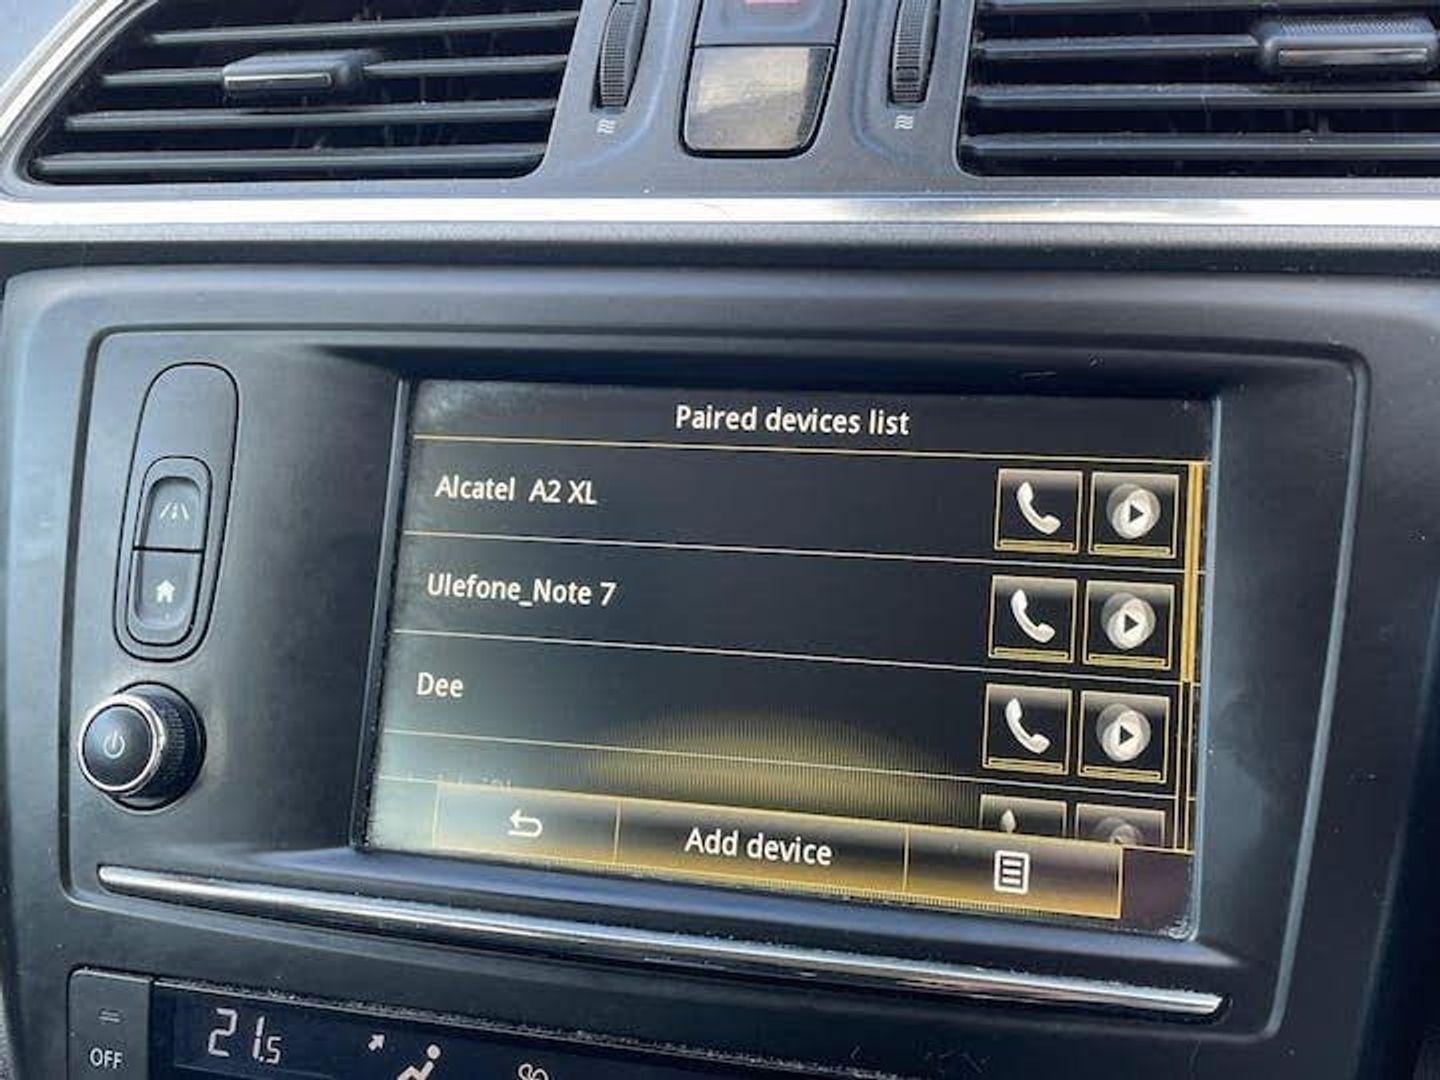 Paired devices list
Alcatel A2 XL
Ulefone_Note 7
Dee
Add device
21.5
OFF